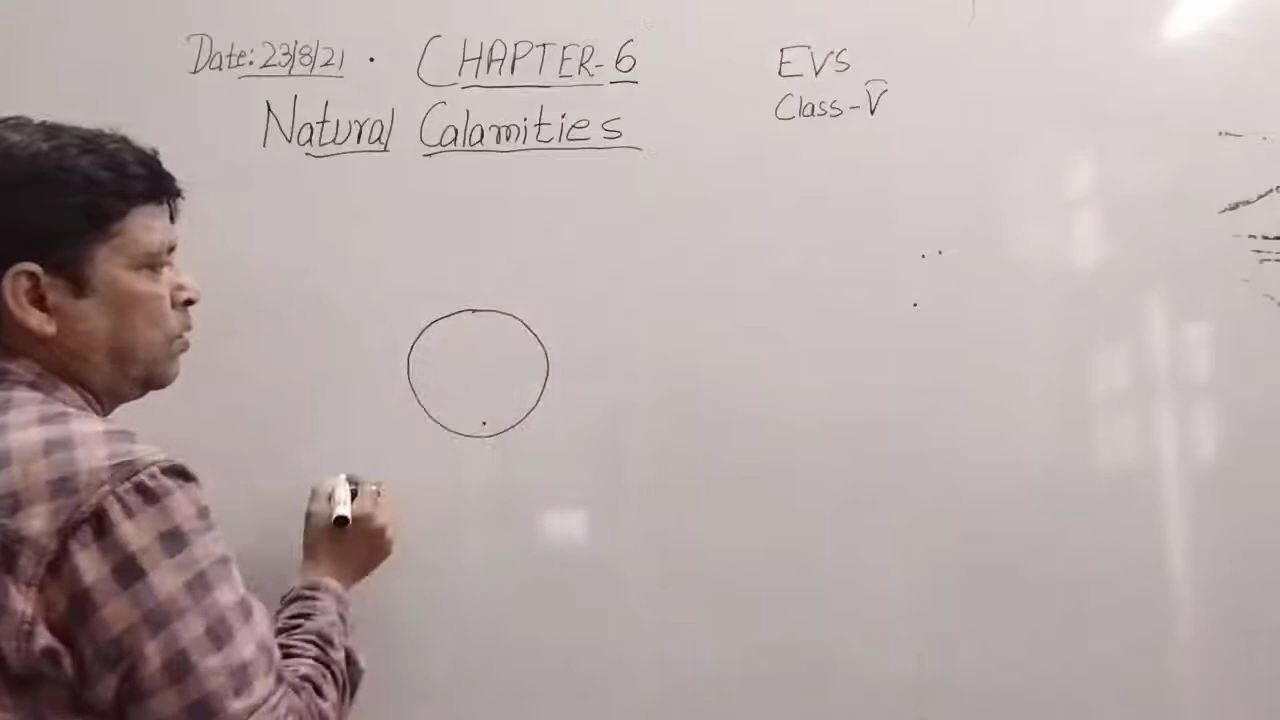 Date: 23/8/21 . CHAPTER-6
Natural Calamities
EVS
Class-V